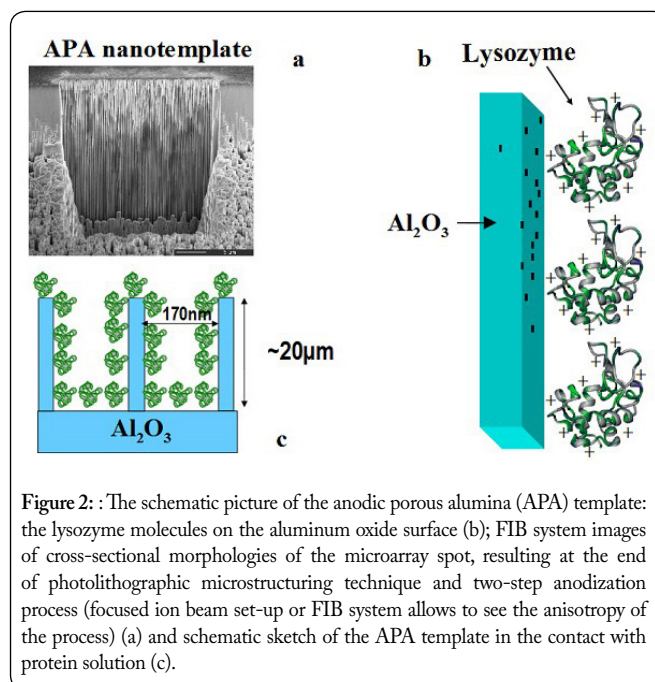 APA nanotemplate
a
b
Lysozyme
Al₂O₃
170nm
~20µm
Al₂O₃
c
Figure 2: : The schematic picture of the anodic porous alumina (APA) template:
the lysozyme molecules on the aluminum oxide surface (b); FIB system images
of cross-sectional morphologies of the microarray spot, resulting at the end
of photolithographic microstructuring technique and two-step anodization
process (focused ion beam set-up or FIB system allows to see the anisotropy of
the process) (a) and schematic sketch of the APA template in the contact with
protein solution (c).